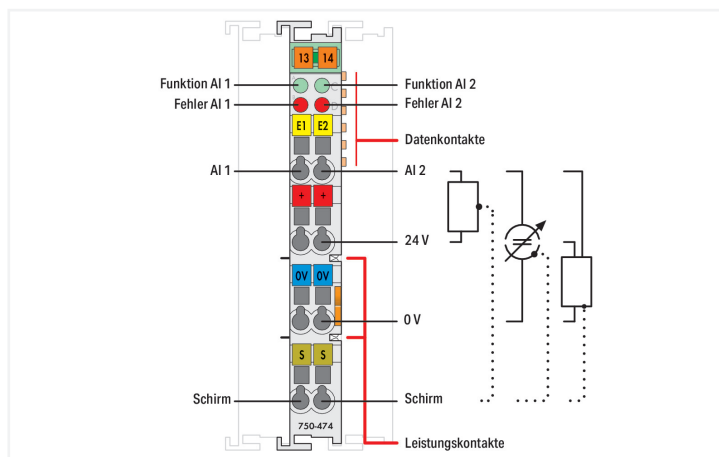 13 14
Funktion AI 1
Funktion AI 2
Fehler AI 1
Fehler AI 2
E1 E2
Datenkontakte
AI 1
AI 2
+ +
24 V
0V 0V
0 V
S S
Schirm
Schirm
750-474
Leistungskontakte